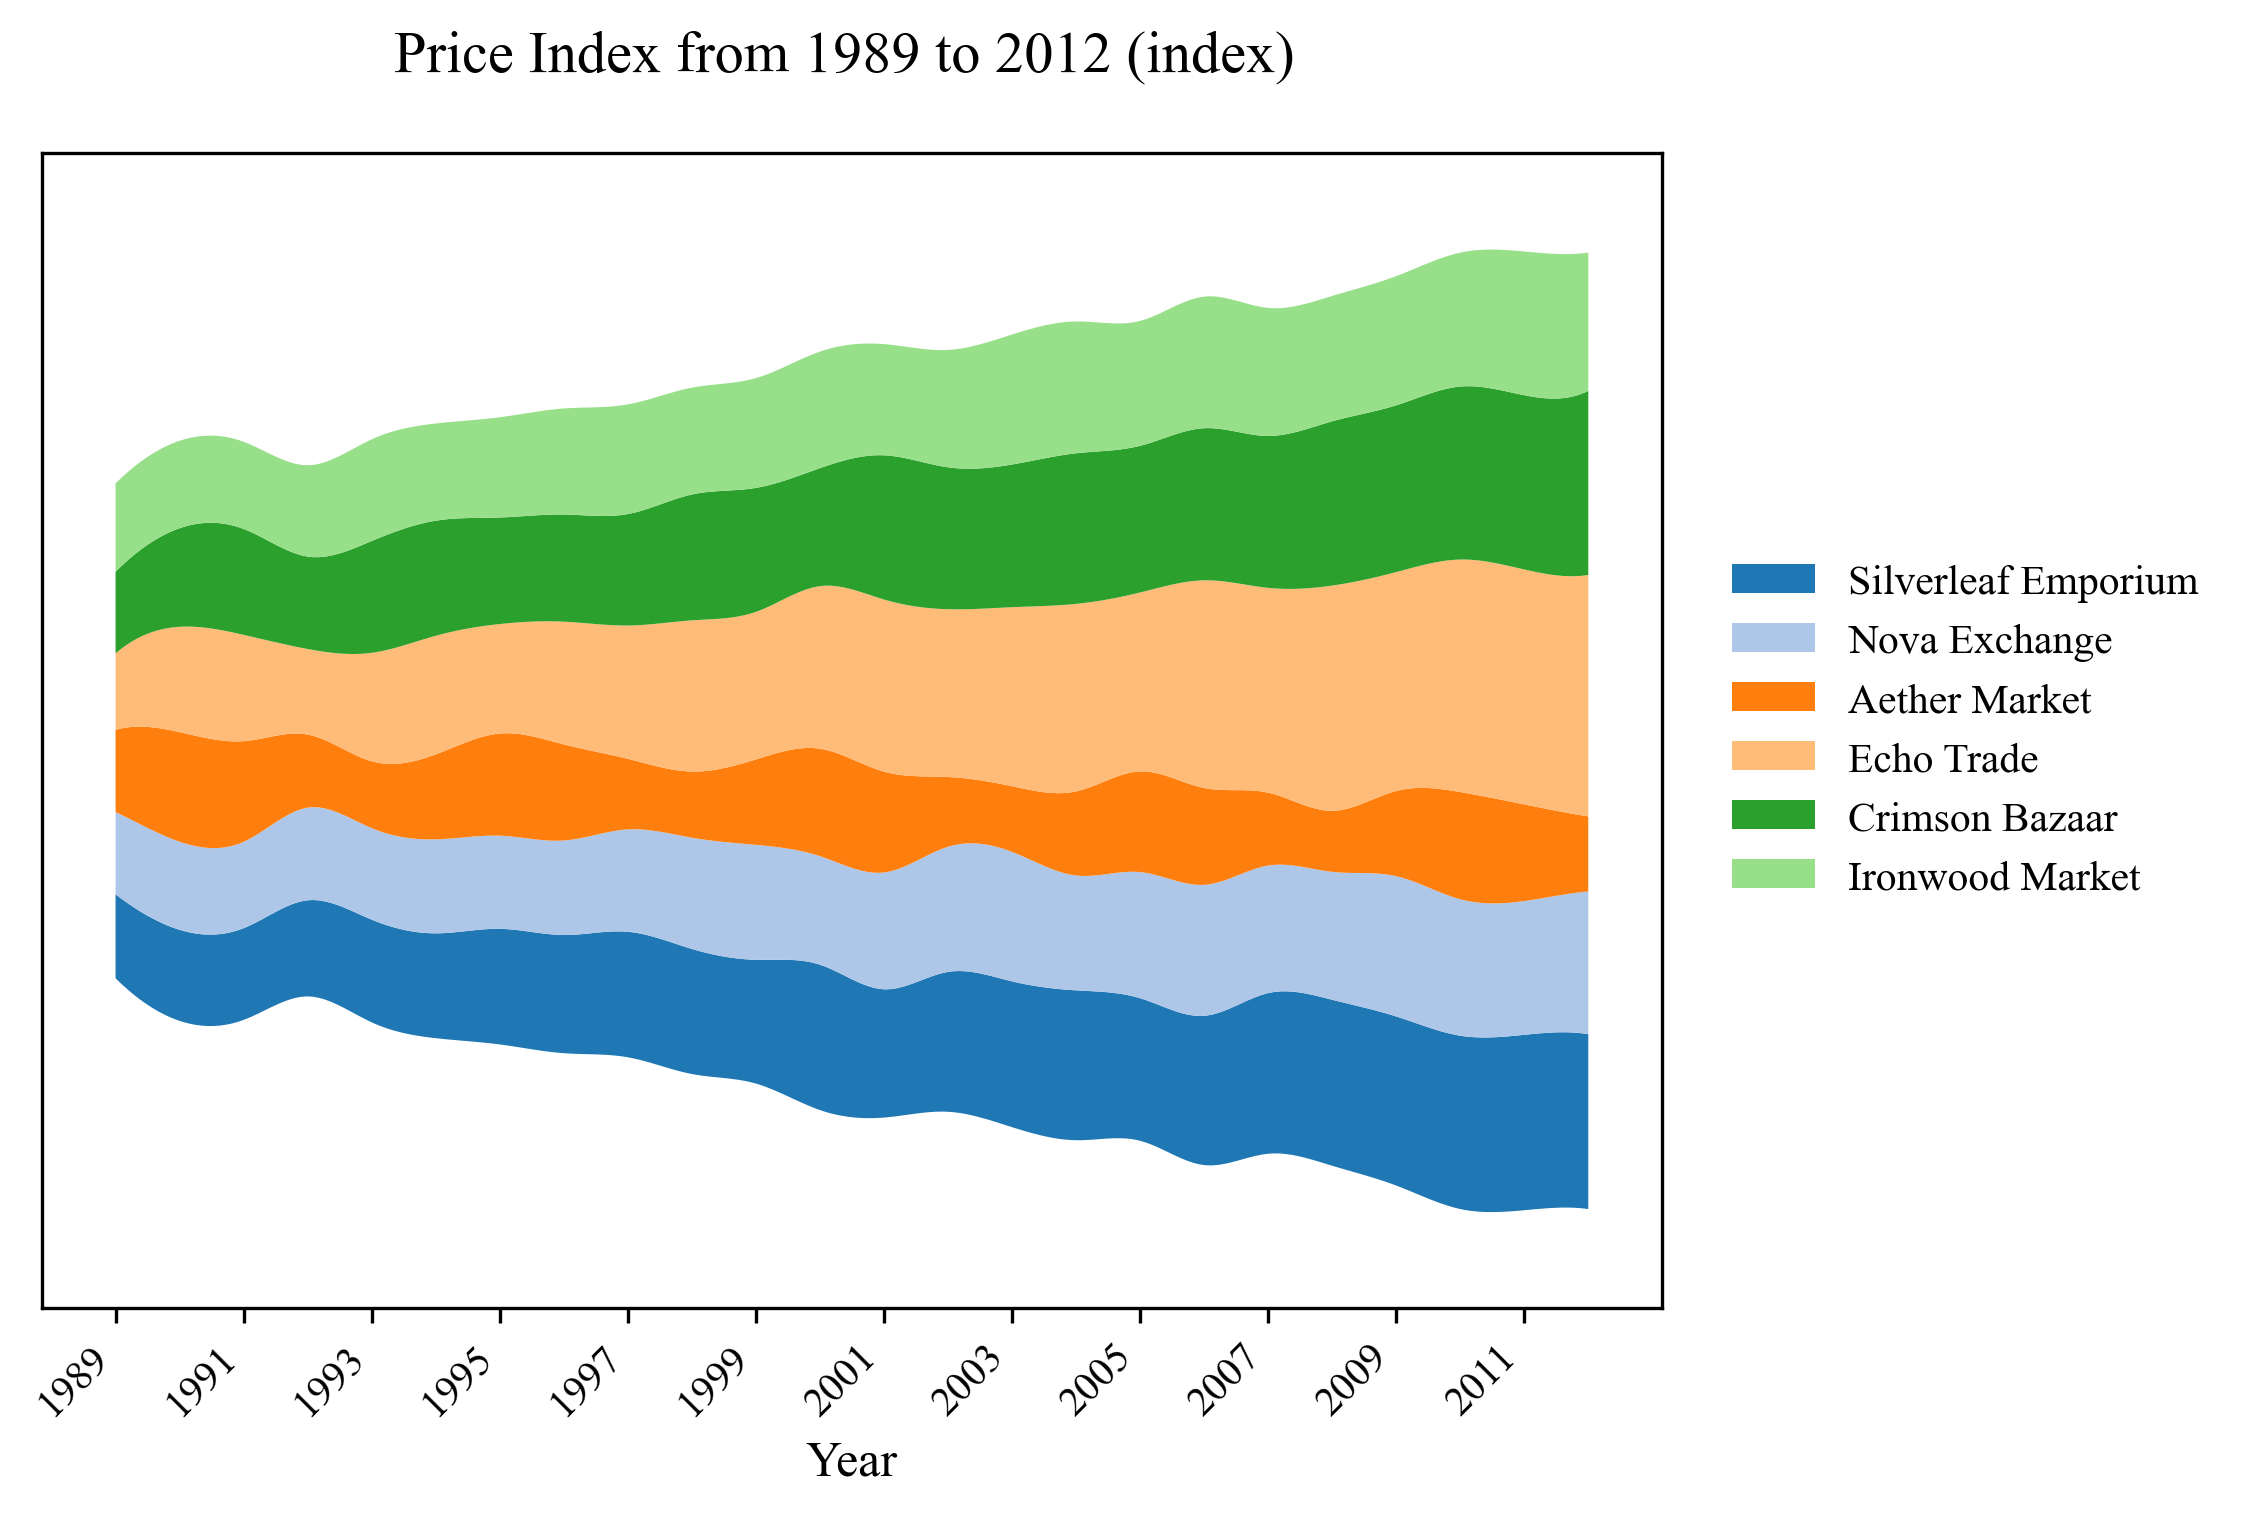 Price Index from 1989 to 2012 (index)
Silverleaf Emporium
Nova Exchange
Aether Market
Echo Trade
Crimson Bazaar
Ironwood Market
1989 1991 1993 1995 1997 1999 2001 2003 2005 2007 2009 2011
Year